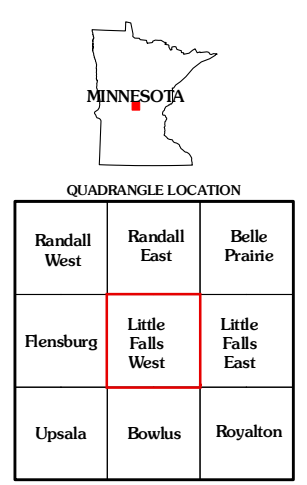 MINNESOTA
QUADRANGLE LOCATION
Randall
West
Randall
East
Belle
Prairie
Flensburg
Little
Falls
West
Little
Falls
East
Upsala
Bowlus
Royalton